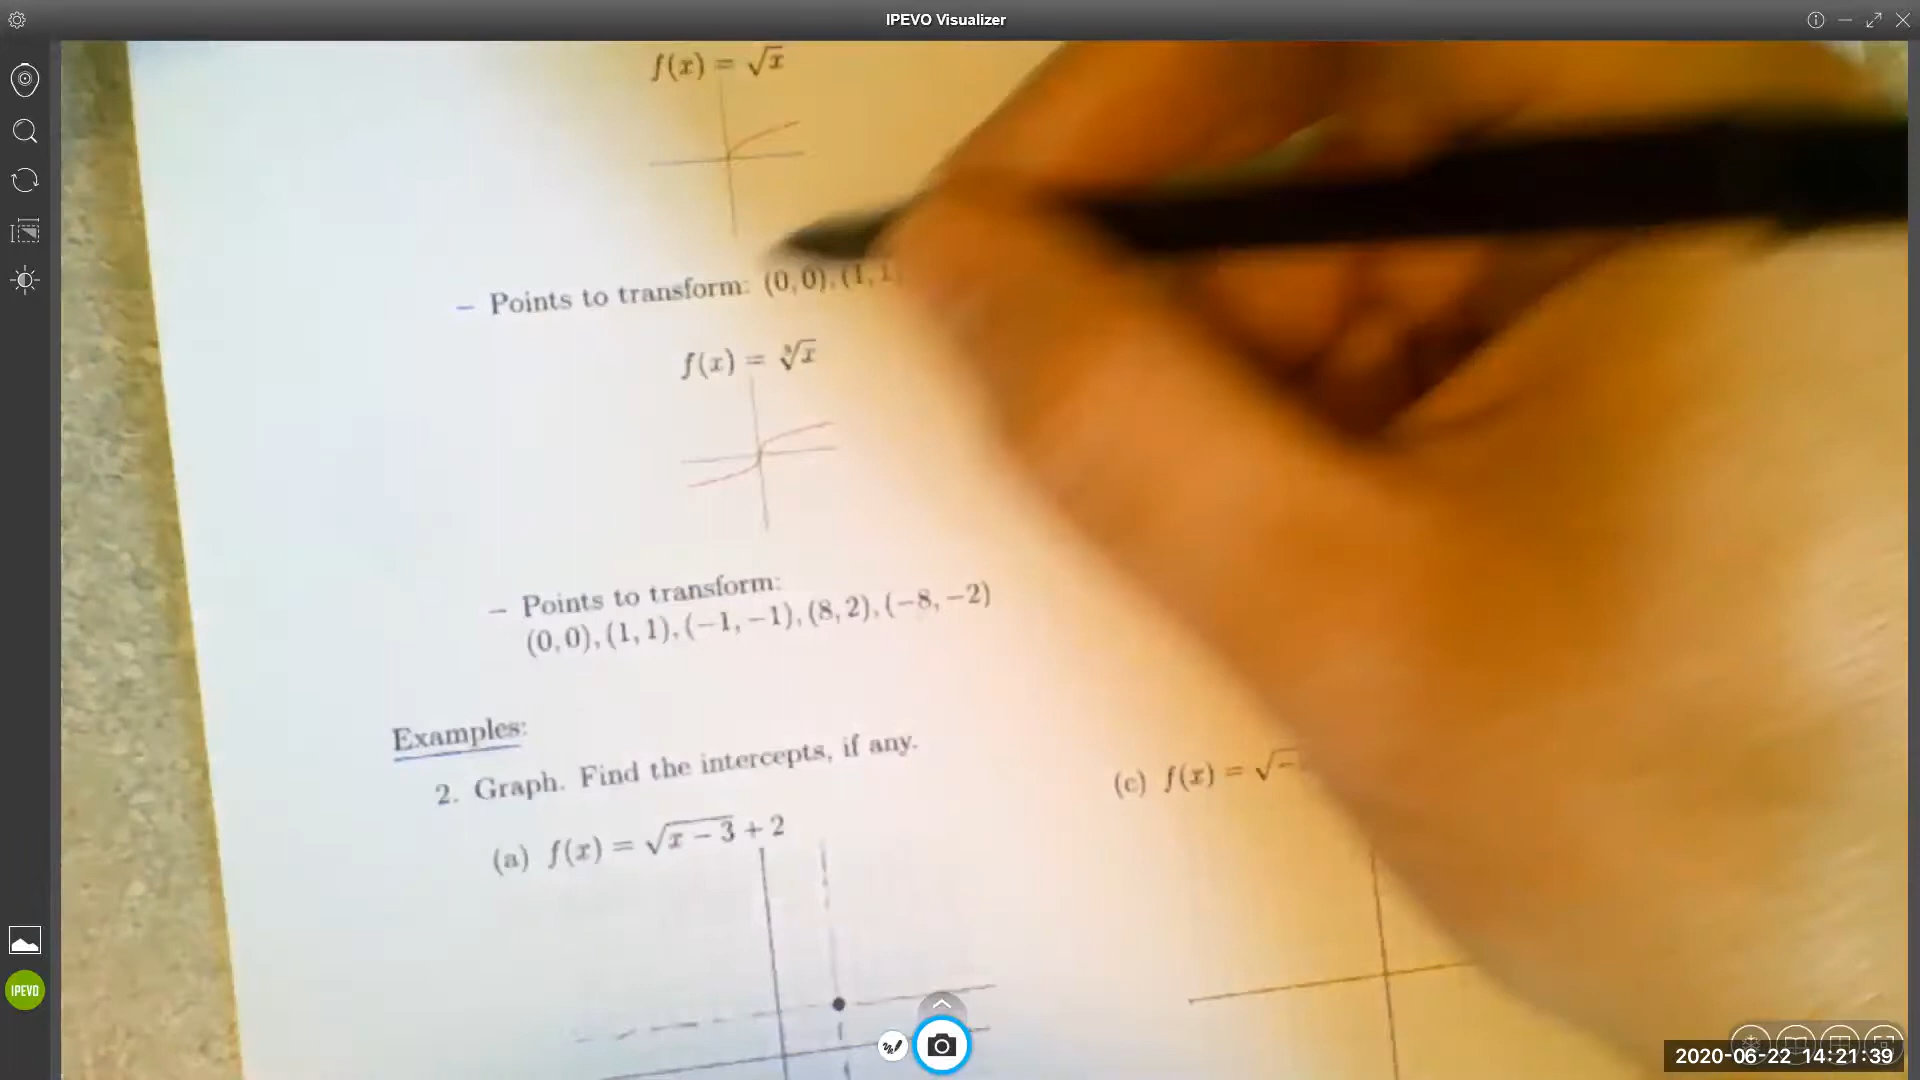 IPEVO Visualizer
f(x) = √x
– Points to transform: (0, 0), (1, 1
f(x) = ∛x
– Points to transform:
(0, 0), (1, 1), (−1, −1), (8, 2), (−8, −2)
Examples:
2. Graph. Find the intercepts, if any.
(a) f(x) = √(x − 3) + 2
(c) f(x) = √−
IPEVO
2020-06-22 14:21:39